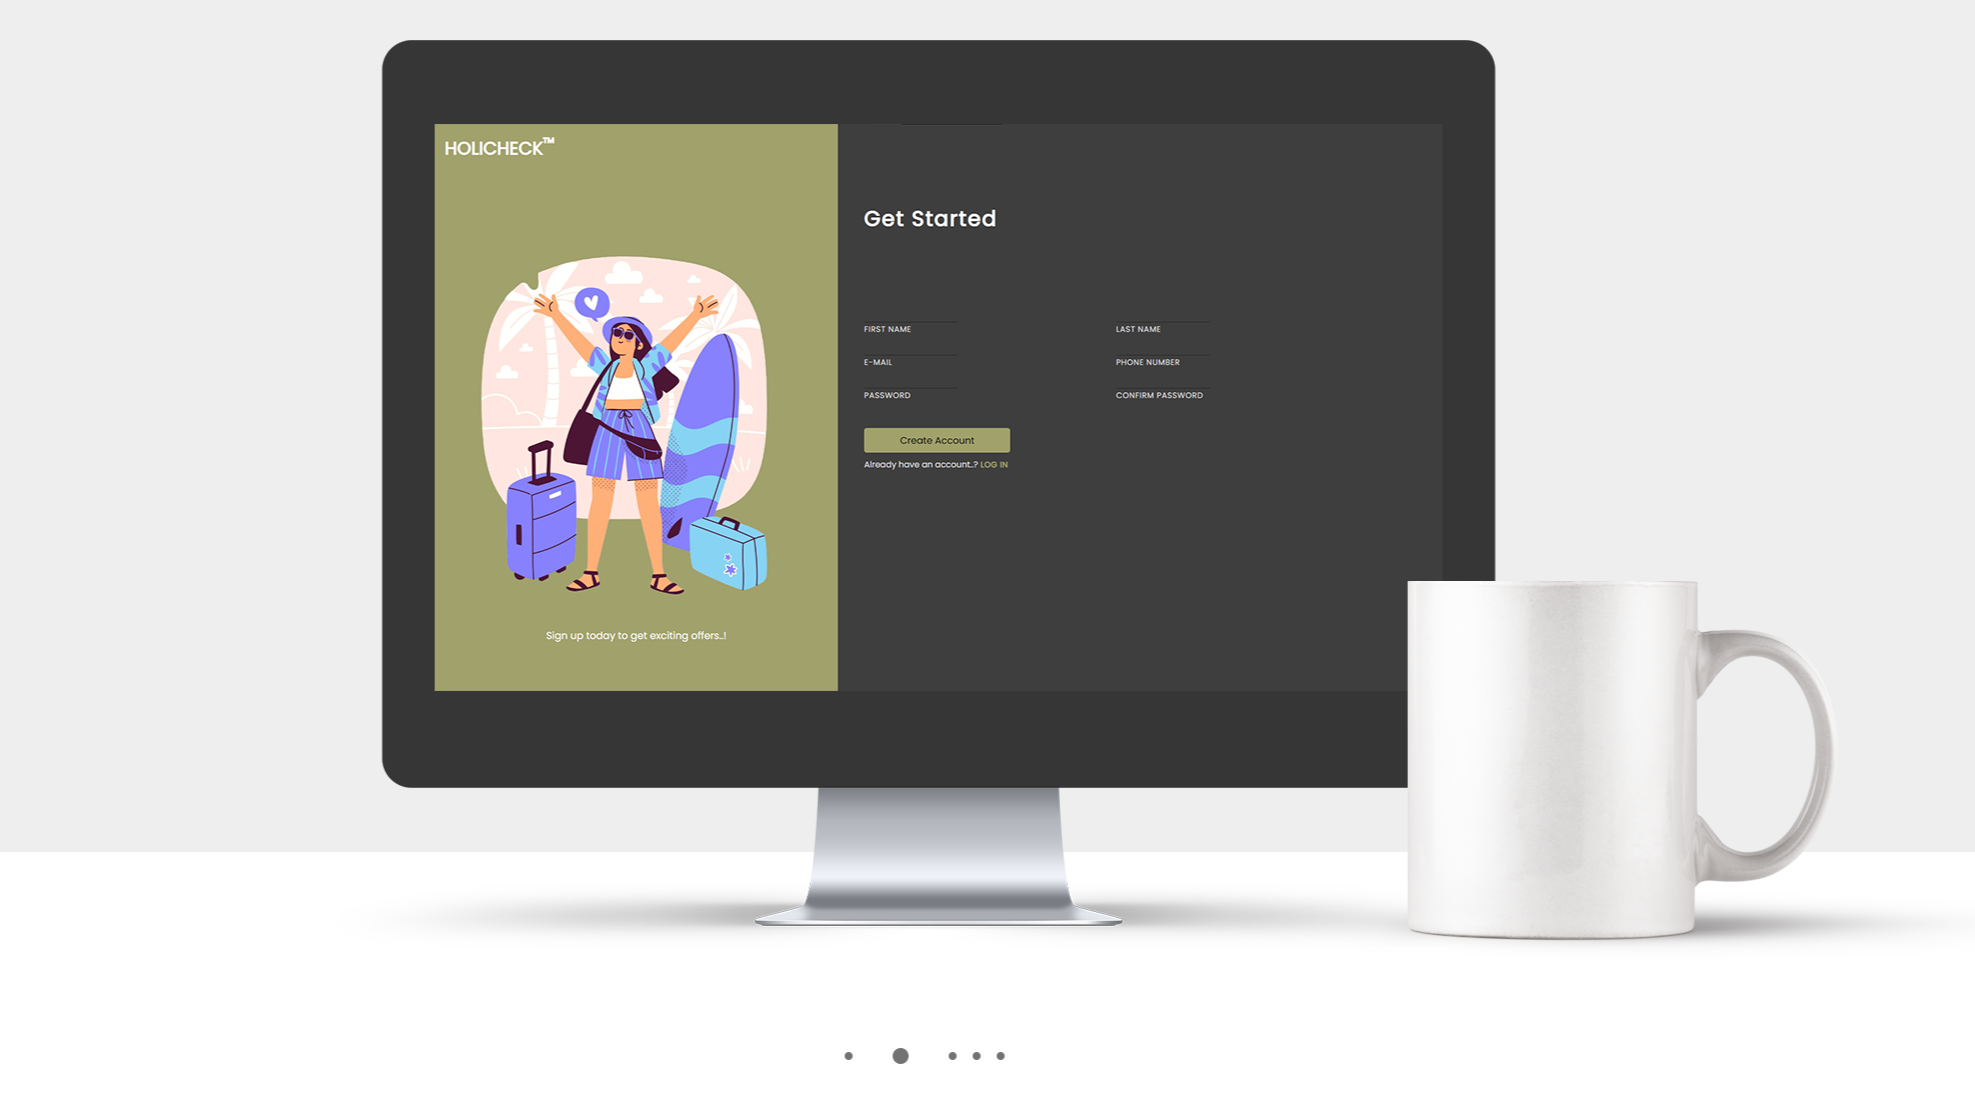 HOLICHECK™
Get Started
FIRST NAME
LAST NAME
E-MAIL
PHONE NUMBER
PASSWORD
CONFIRM PASSWORD
Create Account
Already have an account..? LOG IN
Sign up today to get exciting offers..!